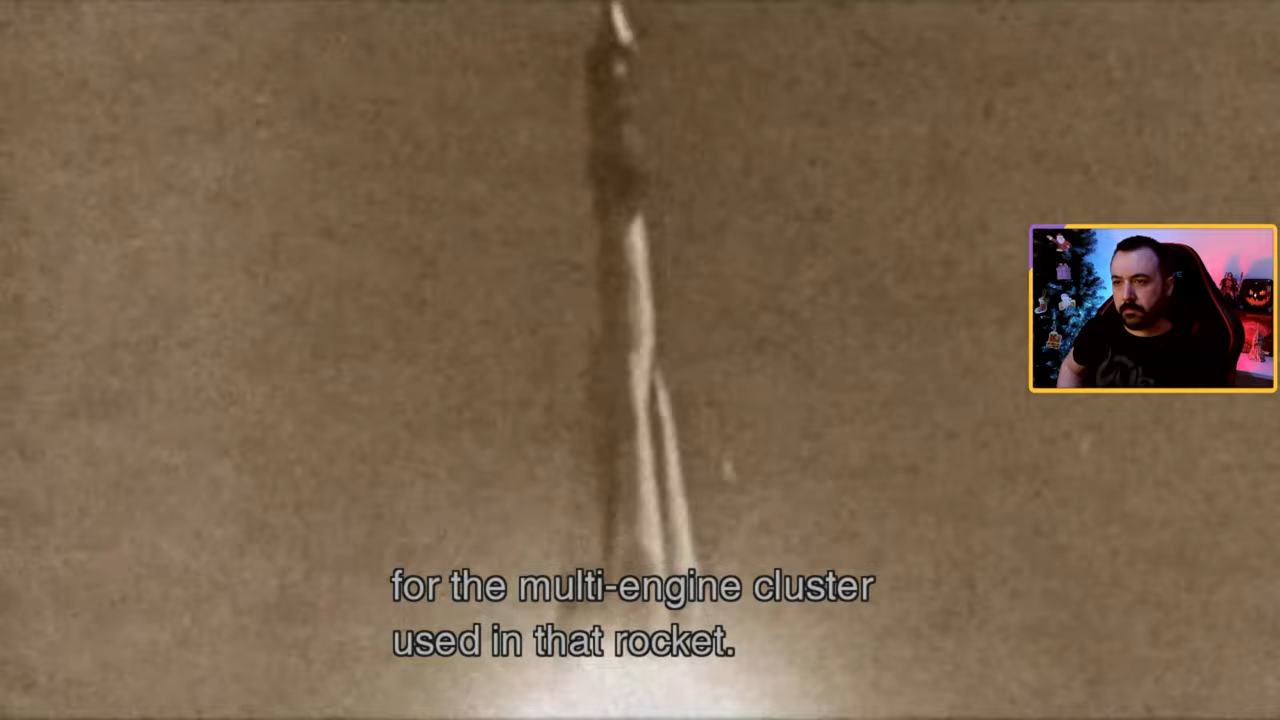 for the multi-engine cluster
used in that rocket.